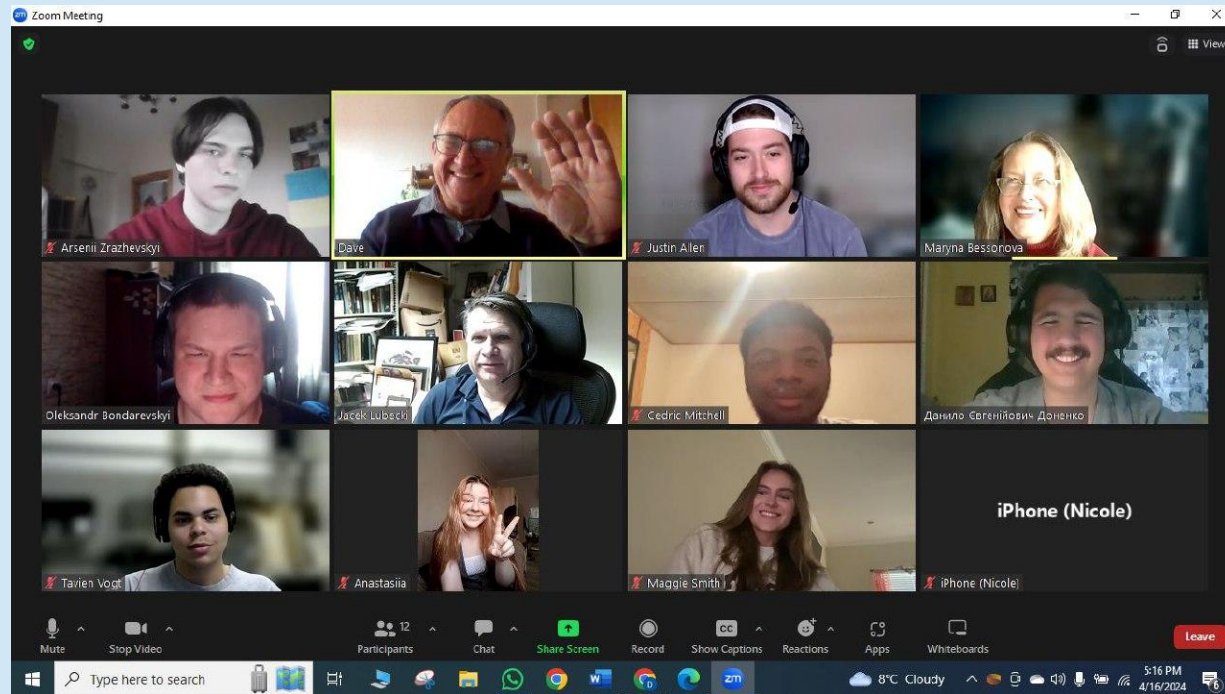 Zoom Meeting
View
Arsenii Zrazhevskyi
Dave
Justin Allen
Maryna Bessonova
Oleksandr Bondarevskyi
Jacek Lubecki
Cedric Mitchell
Данило Євгенійович Доненко
Tavien Vogt
Anastasiia
Maggie Smith
iPhone (Nicole)
iPhone (Nicole)
Mute
Stop Video
Participants
12
Chat
Share Screen
Record
CC
Show Captions
Reactions
Apps
Whiteboards
Leave
Type here to search
zm
8°C Cloudy
5:16 PM
4/16/2024
6